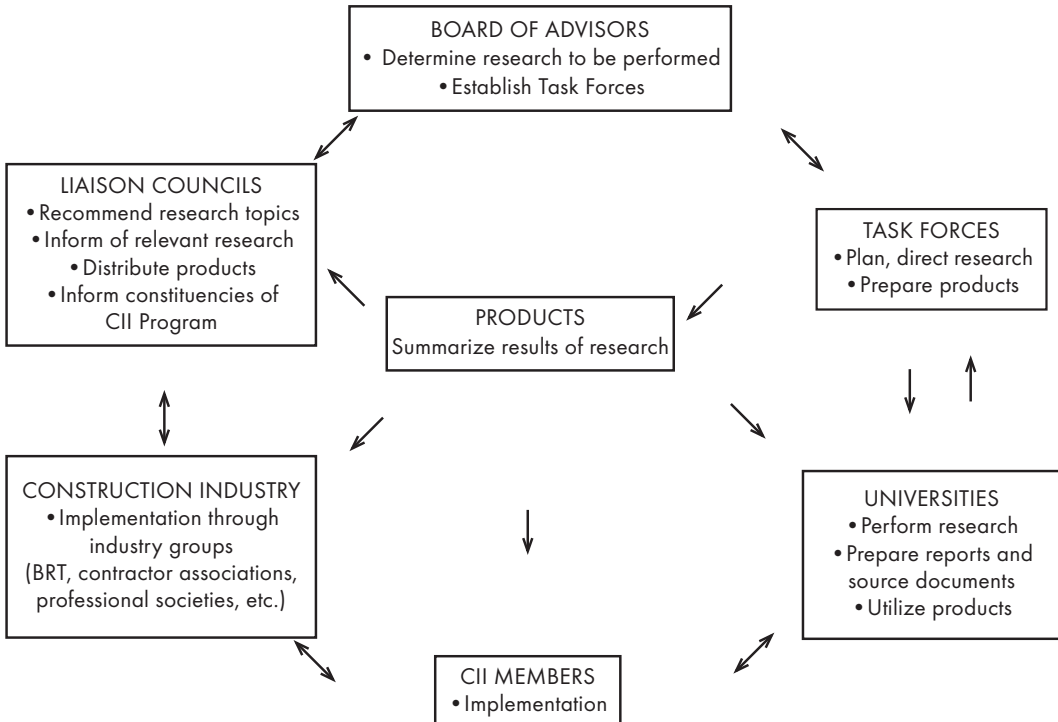 BOARD OF ADVISORS
• Determine research to be performed
• Establish Task Forces
LIAISON COUNCILS
• Recommend research topics
• Inform of relevant research
• Distribute products
• Inform constituencies of
CII Program
TASK FORCES
• Plan, direct research
• Prepare products
PRODUCTS
Summarize results of research
CONSTRUCTION INDUSTRY
• Implementation through
industry groups
(BRT, contractor associations,
professional societies, etc.)
UNIVERSITIES
• Perform research
• Prepare reports and
source documents
• Utilize products
CII MEMBERS
• Implementation